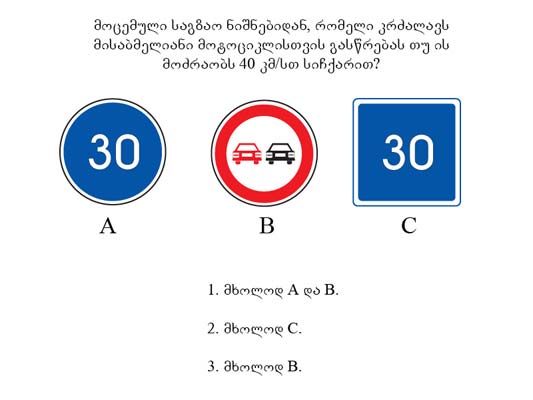 მოცემული საგზაო ნიშნებიდან, რომელი კრძალავს
მისაბმელიანი მოტოციკლისთვის გასწრებას თუ ის
მოძრაობს 40 კმ/სთ სიჩქარით?
30
30
A
B
C
1. მხოლოდ A და B.
2. მხოლოდ C.
3. მხოლოდ B.